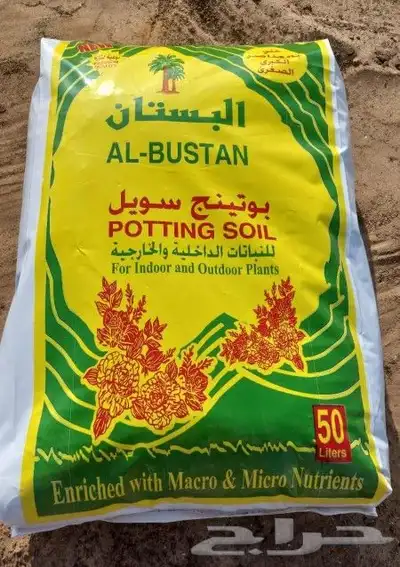 البستان
AL-BUSTAN
بوتينج سويل
POTTING SOIL
للنباتات الداخلية والخارجية
For Indoor and Outdoor Plants
50
Liters
Enriched with Macro & Micro Nutrients
حراج